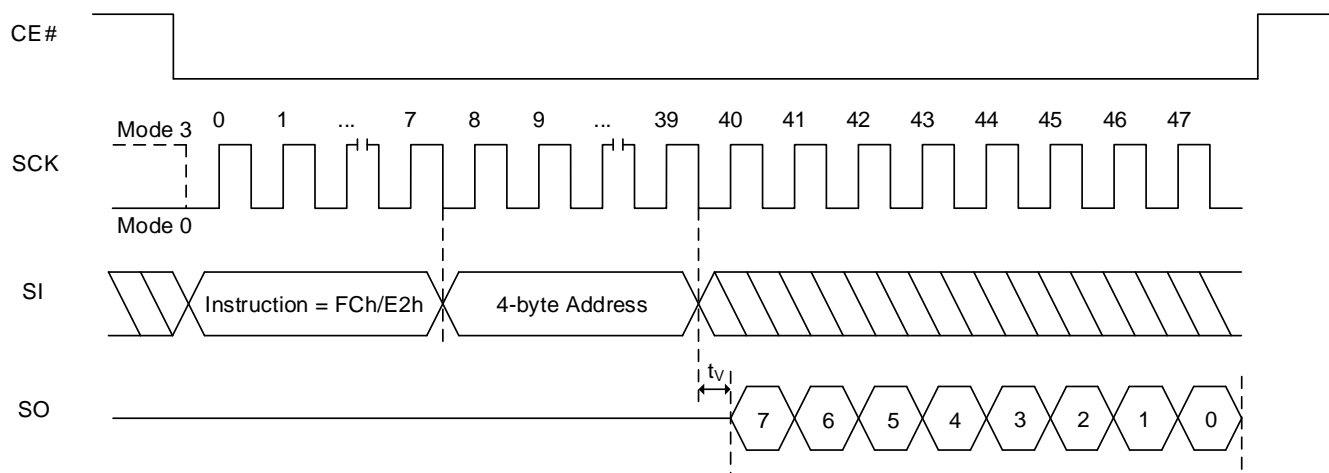 CE#
SCK
Mode 3
Mode 0
0 1 ... 7 8 9 ... 39 40 41 42 43 44 45 46 47
SI
Instruction = FCh/E2h
4-byte Address
tV
SO
7 6 5 4 3 2 1 0